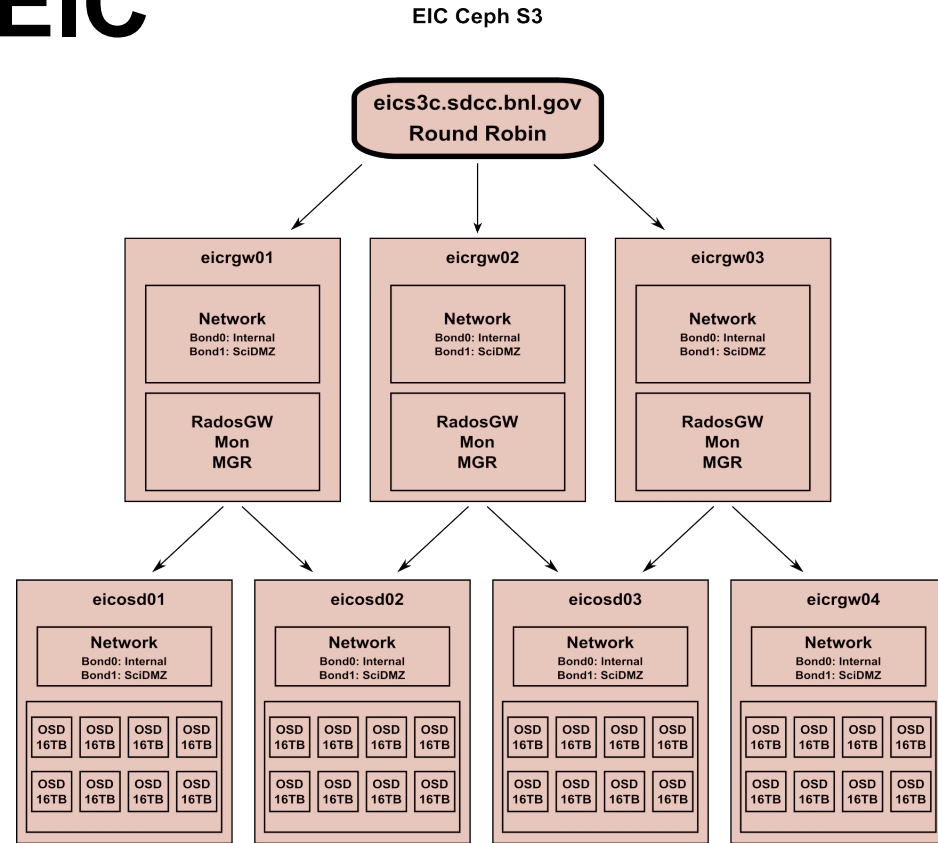 EIC
EIC Ceph S3
eics3c.sdcc.bnl.gov
Round Robin
eicrgw01
Network
Bond0: Internal
Bond1: SciDMZ
RadosGW
Mon
MGR
eicrgw02
Network
Bond0: Internal
Bond1: SciDMZ
RadosGW
Mon
MGR
eicrgw03
Network
Bond0: Internal
Bond1: SciDMZ
RadosGW
Mon
MGR
eicosd01
Network
Bond0: Internal
Bond1: SciDMZ
OSD OSD OSD OSD
16TB 16TB 16TB 16TB
OSD OSD OSD OSD
16TB 16TB 16TB 16TB
eicosd02
Network
Bond0: Internal
Bond1: SciDMZ
OSD OSD OSD OSD
16TB 16TB 16TB 16TB
OSD OSD OSD OSD
16TB 16TB 16TB 16TB
eicosd03
Network
Bond0: Internal
Bond1: SciDMZ
OSD OSD OSD OSD
16TB 16TB 16TB 16TB
OSD OSD OSD OSD
16TB 16TB 16TB 16TB
eicrgw04
Network
Bond0: Internal
Bond1: SciDMZ
OSD OSD OSD OSD
16TB 16TB 16TB 16TB
OSD OSD OSD OSD
16TB 16TB 16TB 16TB